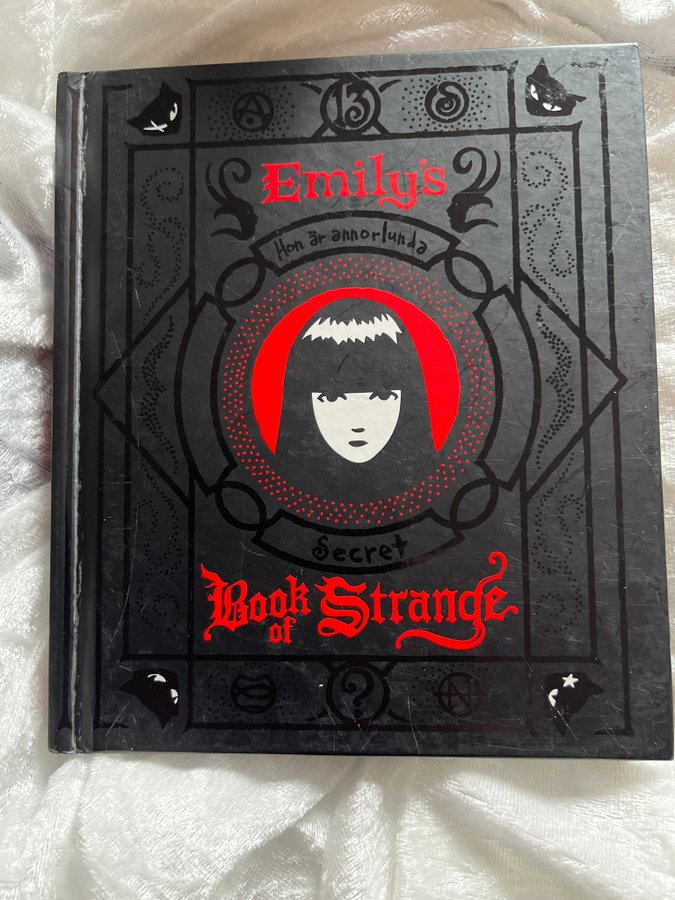 13
Emily's
Hon är annorlunda
Secret
Book of Strange
?